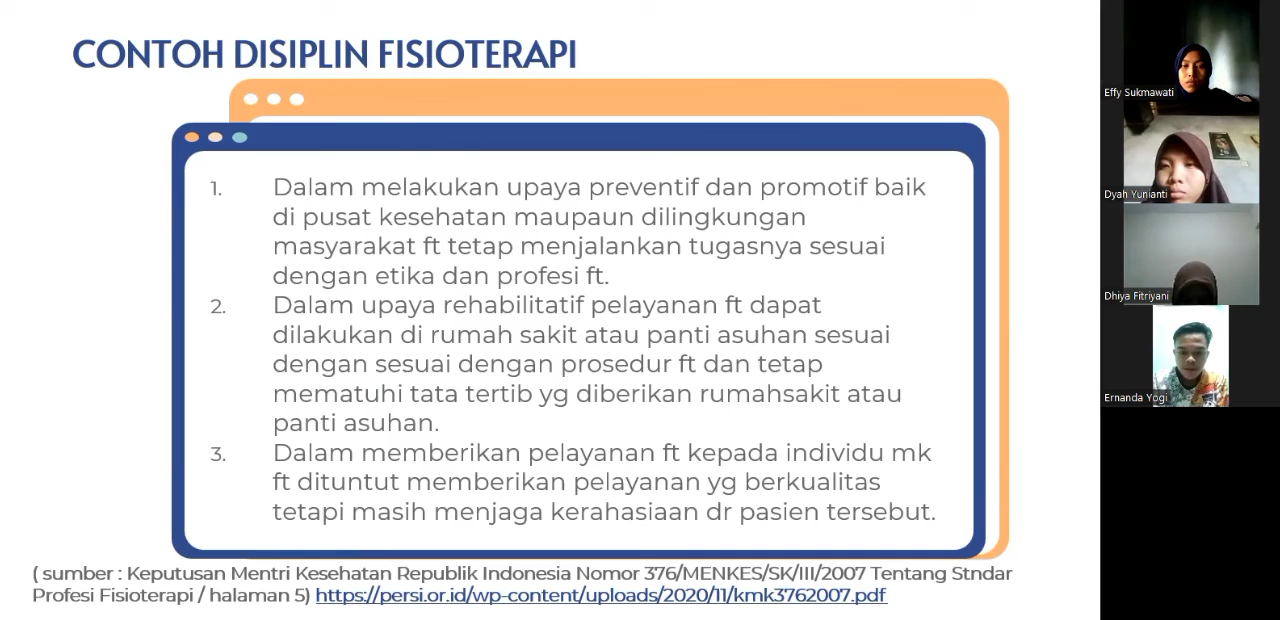 CONTOH DISIPLIN FISIOTERAPI
1. Dalam melakukan upaya preventif dan promotif baik
di pusat kesehatan maupaun dilingkungan
masyarakat ft tetap menjalankan tugasnya sesuai
dengan etika dan profesi ft.
2. Dalam upaya rehabilitatif pelayanan ft dapat
dilakukan di rumah sakit atau panti asuhan sesuai
dengan sesuai dengan prosedur ft dan tetap
mematuhi tata tertib yg diberikan rumahsakit atau
panti asuhan.
3. Dalam memberikan pelayanan ft kepada individu mk
ft dituntut memberikan pelayanan yg berkualitas
tetapi masih menjaga kerahasiaan dr pasien tersebut.
( sumber : Keputusan Mentri Kesehatan Republik Indonesia Nomor 376/MENKES/SK/III/2007 Tentang Stndar
Profesi Fisioterapi / halaman 5) https://persi.or.id/wp-content/uploads/2020/11/kmk3762007.pdf
Effy Sukmawati
Dyah Yunianti
Dhiya Fitriyani
Ernanda Yogi